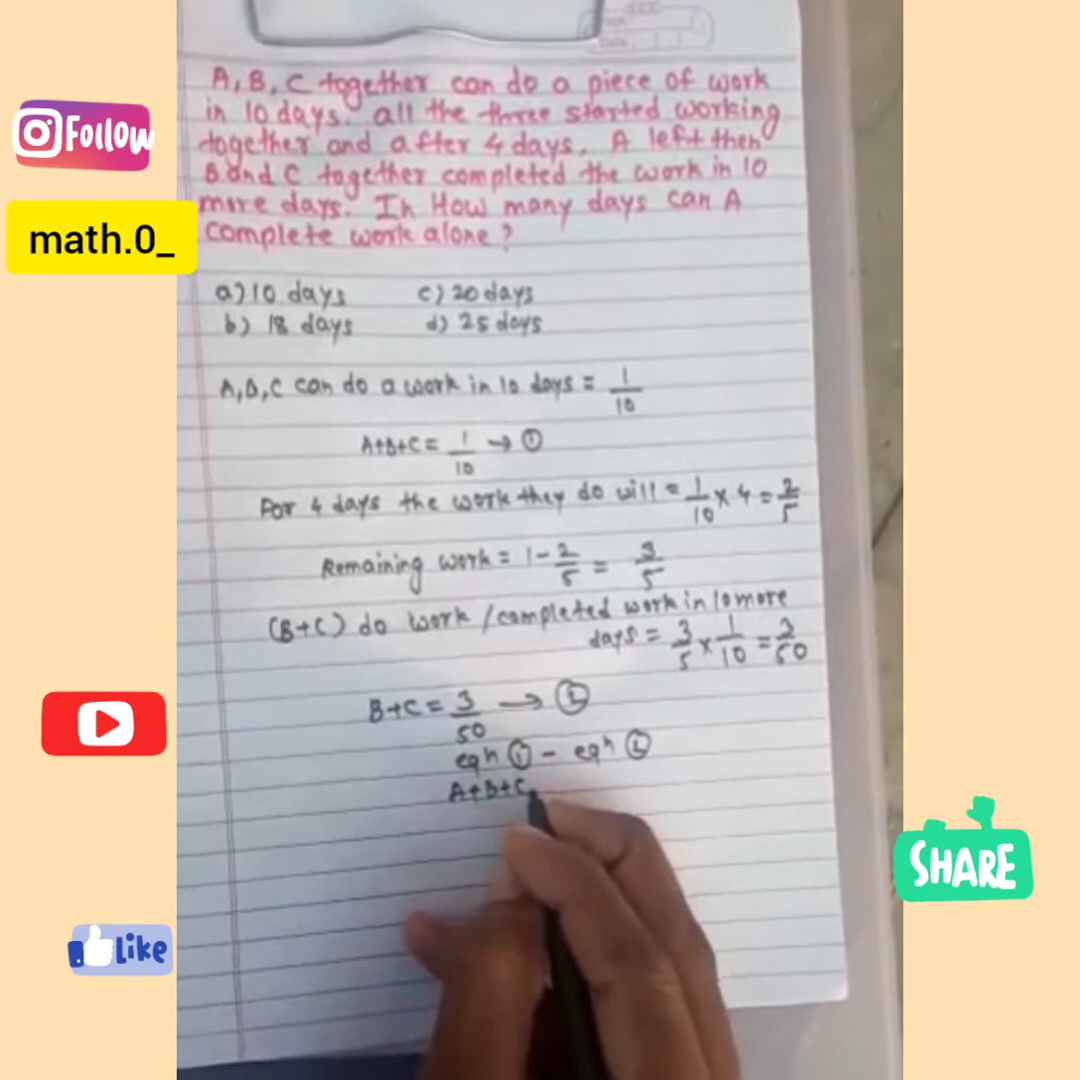 A, B, C together can do a piece of work
in 10 days. all the three started working
together and after 4 days, A left then
B and C together completed the work in 10
more days. In How many days can A
complete work alone?
Follow
math.0_
a) 10 days c) 20 days
b) 18 days d) 25 days
A, B, C can do a work in 10 days = 1/10
A+B+C = 1/10 → ①
For 4 days the work they do will = 1/10 × 4 = 2/5
Remaining work = 1 - 2/5 = 3/5
(B+C) do work / completed work in 10 more
days = 3/5 × 1/10 = 3/50
B+C = 3/50 → ②
eqn ① - eqn ②
A+B+C
SHARE
Like